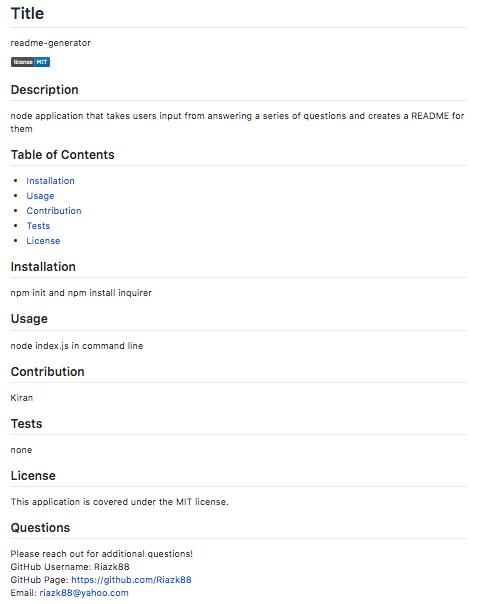 Title
readme-generator
license MIT
Description
node application that takes users input from answering a series of questions and creates a README for
them
Table of Contents
Installation
Usage
Contribution
Tests
License
Installation
npm init and npm install inquirer
Usage
node index.js in command line
Contribution
Kiran
Tests
none
License
This application is covered under the MIT license.
Questions
Please reach out for additional questions!
GitHub Username: Riazk88
GitHub Page: https://github.com/Riazk88
Email: riazk88@yahoo.com